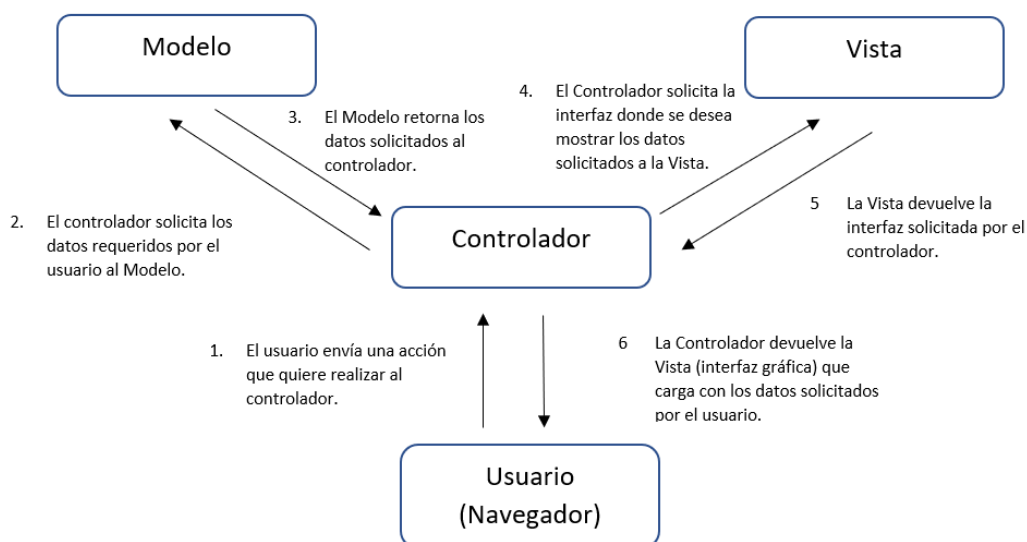 Modelo
Vista
3. El Modelo retorna los
datos solicitados al
controlador.
4. El Controlador solicita la
interfaz donde se desea
mostrar los datos
solicitados a la Vista.
2. El controlador solicita los
datos requeridos por el
usuario al Modelo.
Controlador
5 La Vista devuelve la
interfaz solicitada por el
controlador.
1. El usuario envía una acción
que quiere realizar al
controlador.
6 La Controlador devuelve la
Vista (interfaz gráfica) que
carga con los datos solicitados
por el usuario.
Usuario
(Navegador)